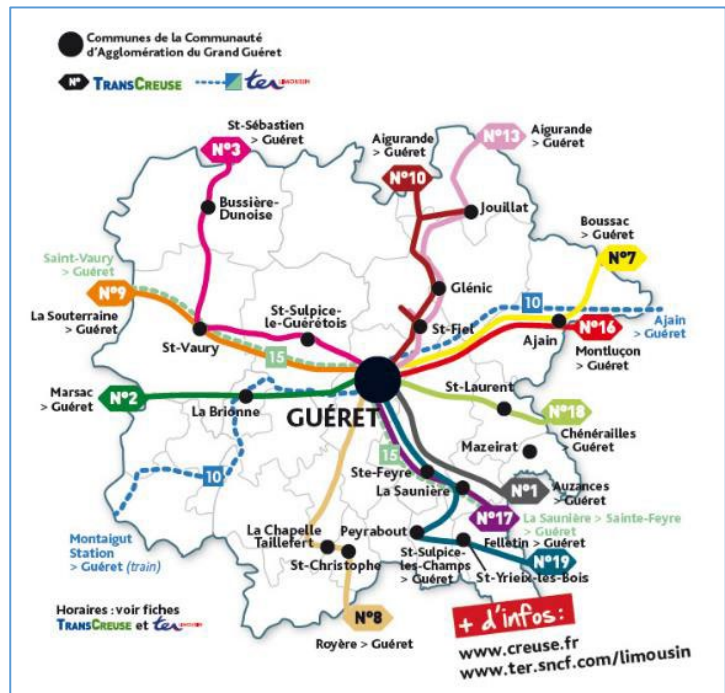 Communes de la Communauté
d'Agglomération du Grand Guéret
N° TRANSCREUSE ter LIMOUSIN
St-Sébastien
> Guéret
N°3
Aigurande
> Guéret
N°10
N°13
Aigurande
> Guéret
Bussière-
Dunoise
Jouillat
Boussac
> Guéret
N°7
Saint-Vaury
> Guéret
N°9
La Souterraine
> Guéret
St-Vaury
St-Sulpice-
le-Guérétois
15
Glénic
St-Fiel
10
Ajain
Ajain
> Guéret
N°16
Montluçon
> Guéret
Marsac
> Guéret
N°2
La Brionne
GUÉRET
St-Laurent
N°18
Chénérailles
> Guéret
Mazeirat
10
15
Ste-Feyre
La Saunière
N°1
Auzances
> Guéret
N°17
La Saunière > Sainte-Feyre
> Guéret
Felletin > Guéret
Montaigut
Station
> Guéret (train)
La Chapelle
Taillefert
St-Christophe
Peyrabout
St-Sulpice-
les-Champs
> Guéret
St-Yrieix-les-Bois
N°19
N°8
Royère > Guéret
Horaires : voir fiches
TRANSCREUSE et ter LIMOUSIN
+ d'infos:
www.creuse.fr
www.ter.sncf.com/limousin